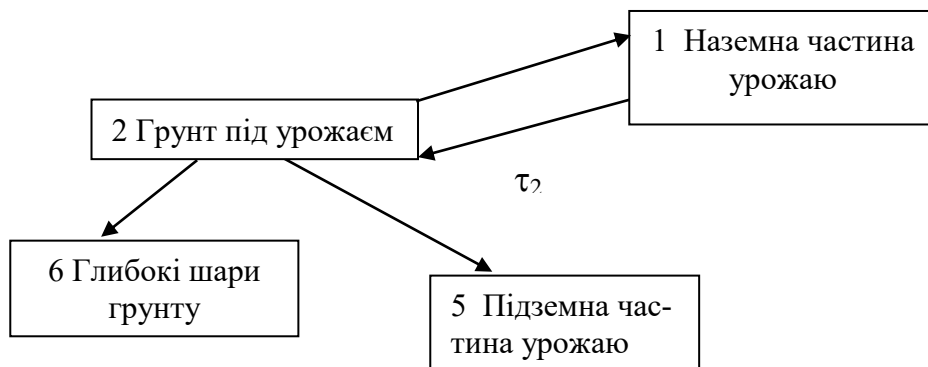 1 Наземна частина
урожаю
2 Грунт під урожаєм
τ2
6 Глибокі шари
грунту
5 Підземна час-
тина урожаю